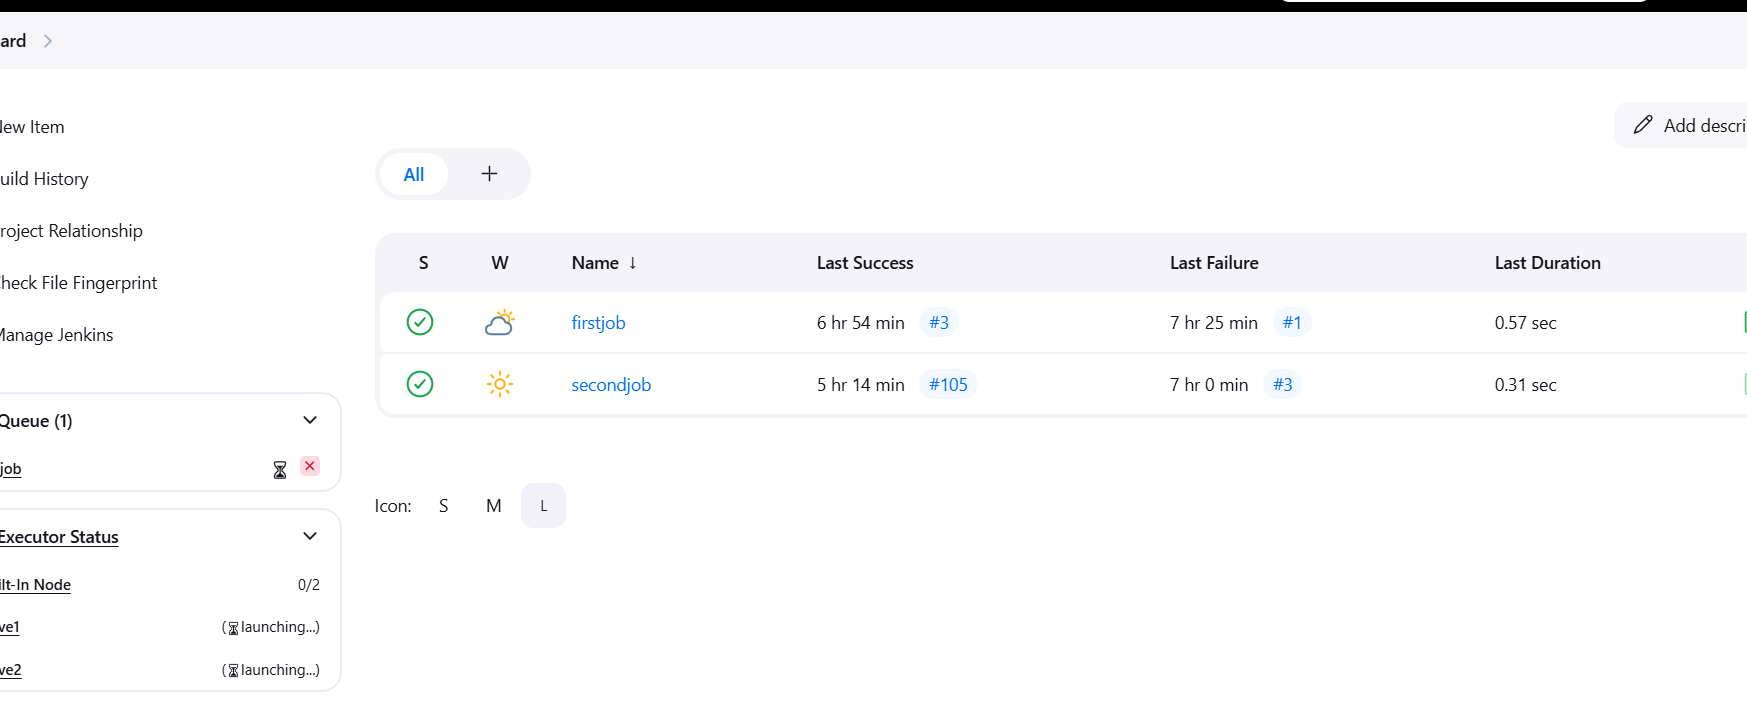 ard
New Item
uild History
roject Relationship
heck File Fingerprint
Manage Jenkins
Add descri
All +
S W Name ↓ Last Success Last Failure Last Duration
firstjob 6 hr 54 min #3 7 hr 25 min #1 0.57 sec
secondjob 5 hr 14 min #105 7 hr 0 min #3 0.31 sec
Icon: S M L
Queue (1)
job
Executor Status
ilt-In Node 0/2
ve1 (launching...)
ve2 (launching...)